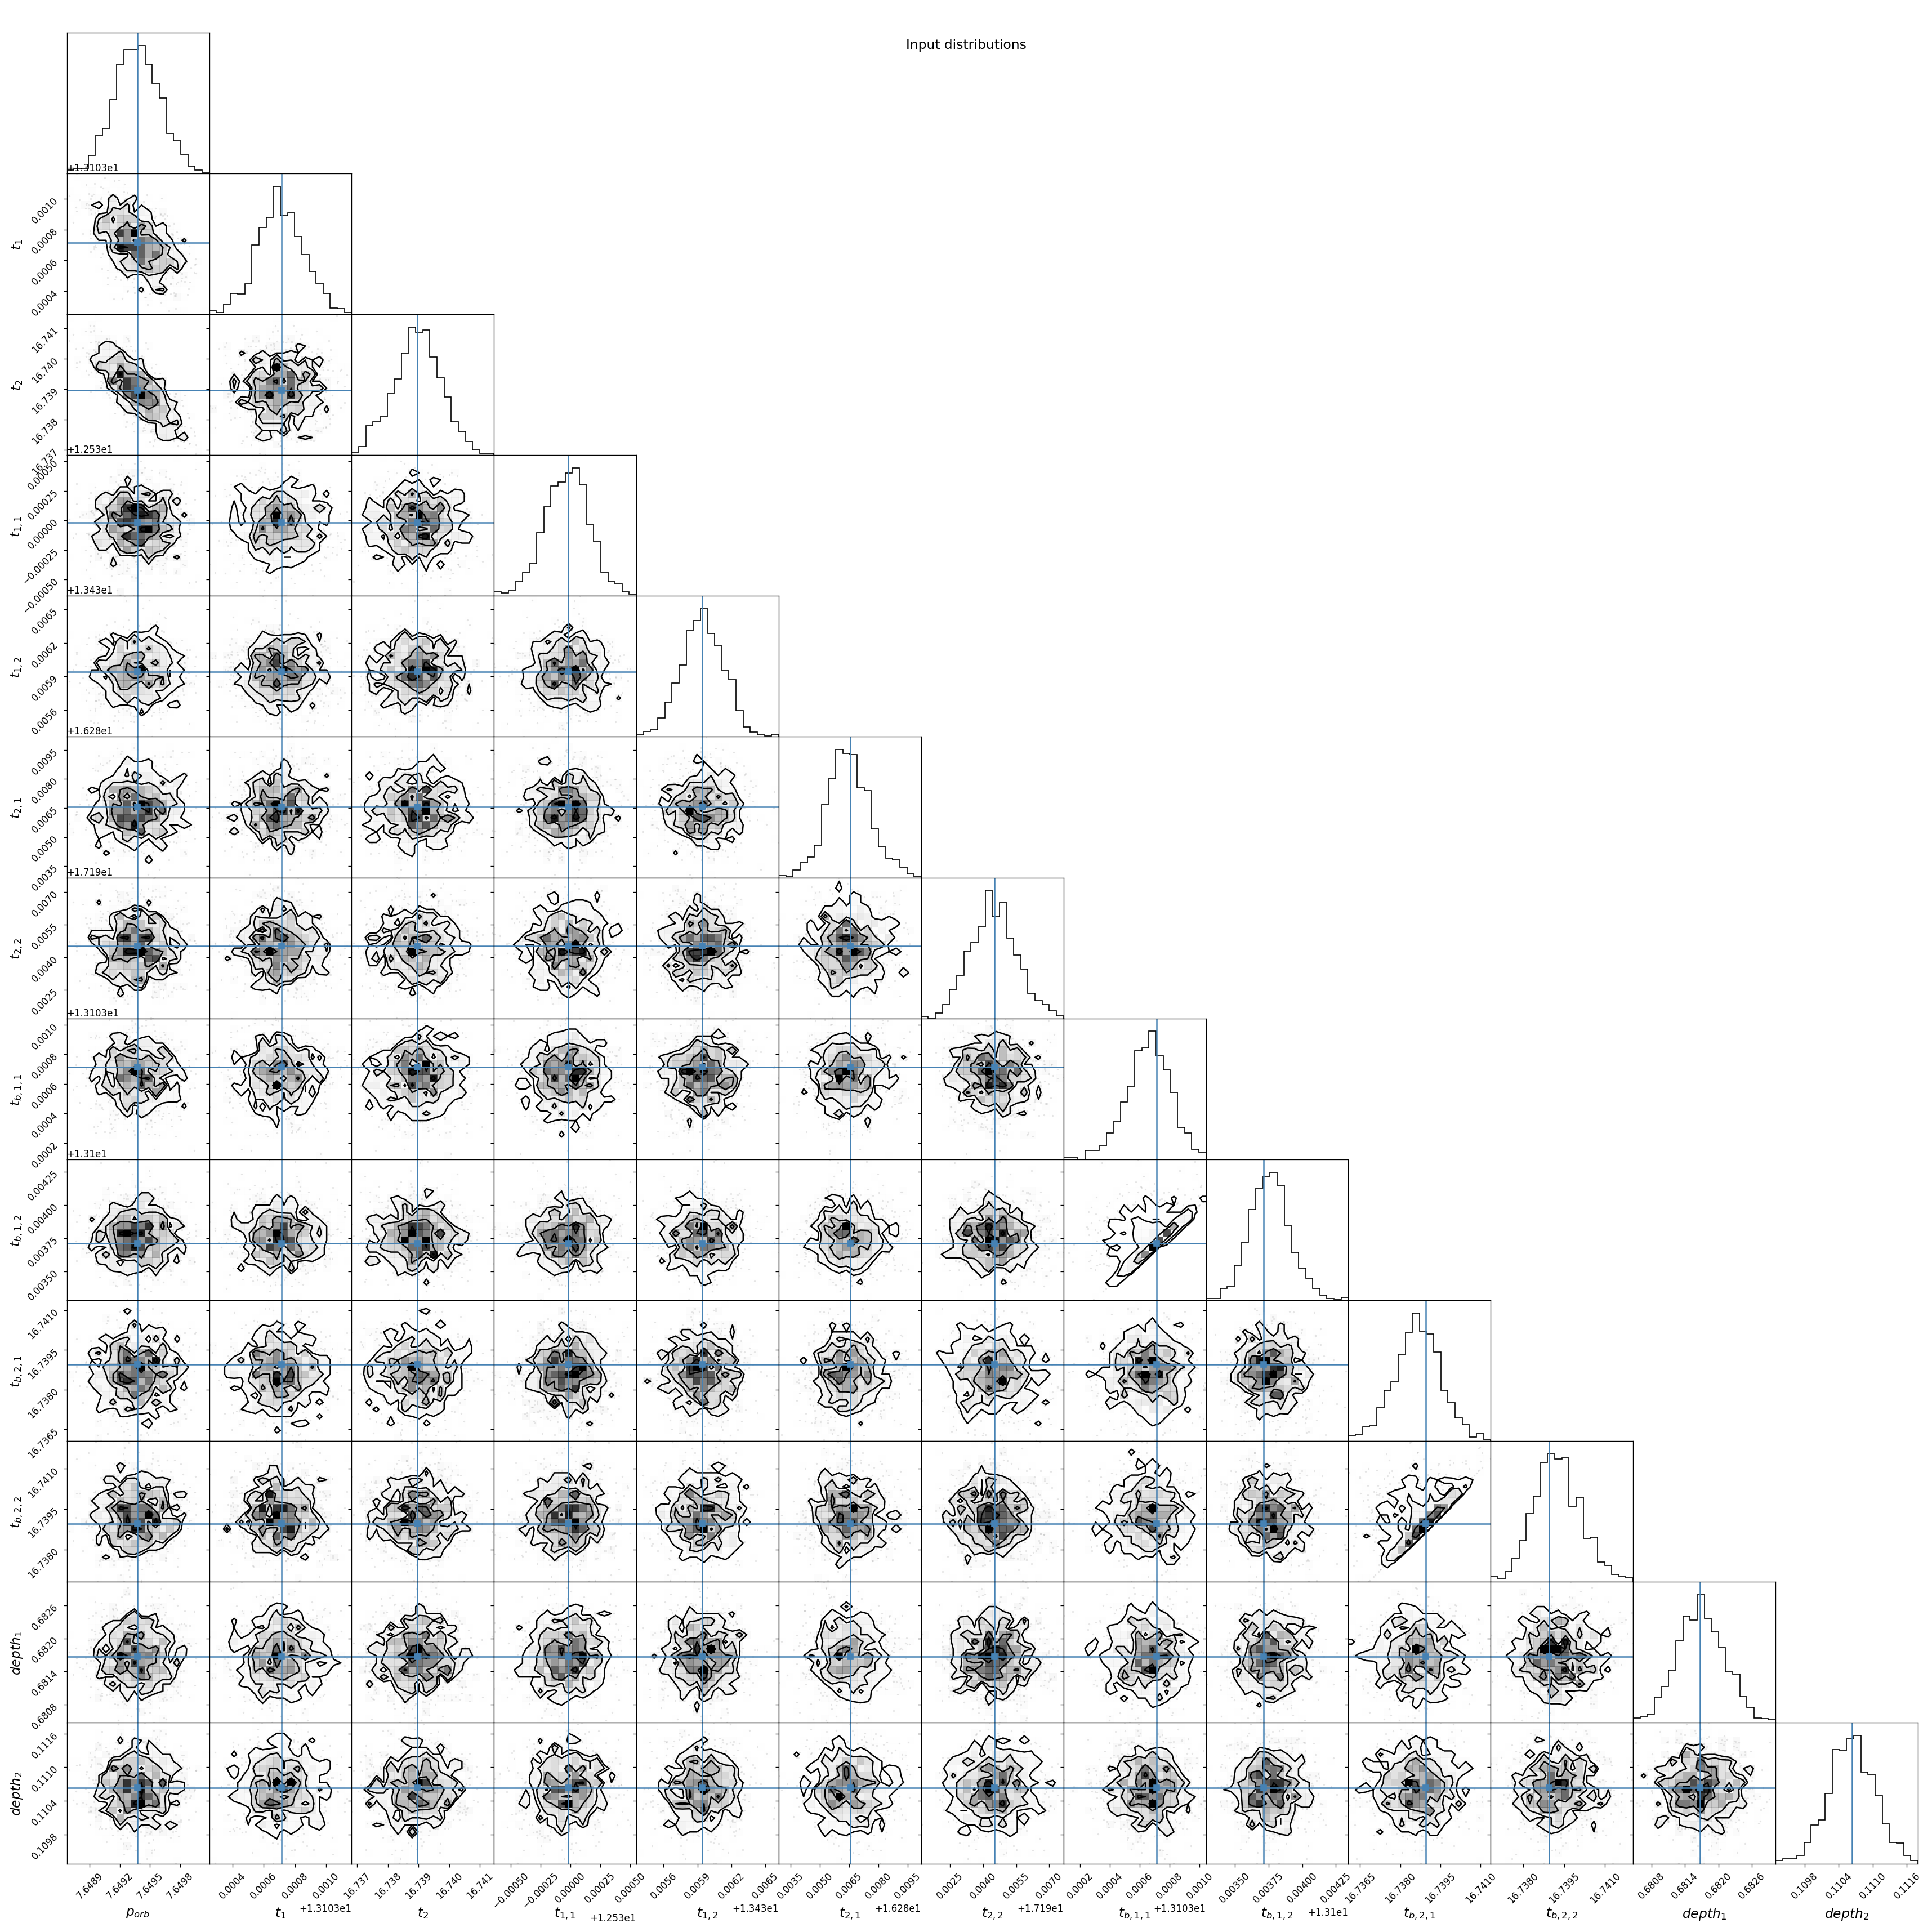 Input distributions
+1.3103e1
0.0010
0.0008
0.0006
0.0004
t1
16.741
16.740
16.739
16.738
16.737
t2
+1.253e1
0.00050
0.00025
0.00000
−0.00025
−0.00050
t1, 1
+1.343e1
0.0065
0.0062
0.0059
0.0056
t1, 2
+1.628e1
0.0095
0.0080
0.0065
0.0050
0.0035
t2, 1
+1.719e1
0.0070
0.0055
0.0040
0.0025
t2, 2
+1.3103e1
0.0010
0.0008
0.0006
0.0004
0.0002
tb, 1, 1
+1.31e1
0.00425
0.00400
0.00375
0.00350
tb, 1, 2
16.7410
16.7395
16.7380
16.7365
tb, 2, 1
16.7410
16.7395
16.7380
tb, 2, 2
0.6826
0.6820
0.6814
0.6808
depth1
0.1116
0.1110
0.1104
0.1098
depth2
7.6489 7.6492 7.6495 7.6498
0.0004 0.0006 0.0008 0.0010
16.737 16.738 16.739 16.740 16.741
−0.00050 −0.00025 0.00000 0.00025 0.00050
0.0056 0.0059 0.0062 0.0065
0.0035 0.0050 0.0065 0.0080 0.0095
0.0025 0.0040 0.0055 0.0070
0.0002 0.0004 0.0006 0.0008 0.0010
0.00350 0.00375 0.00400 0.00425
16.7365 16.7380 16.7395 16.7410
16.7380 16.7395 16.7410
0.6808 0.6814 0.6820 0.6826
0.1098 0.1104 0.1110 0.1116
porb
t1 +1.3103e1
t2
t1, 1 +1.253e1
t1, 2 +1.343e1
t2, 1 +1.628e1
t2, 2 +1.719e1
tb, 1, 1 +1.3103e1
tb, 1, 2 +1.31e1
tb, 2, 1
tb, 2, 2
depth1
depth2